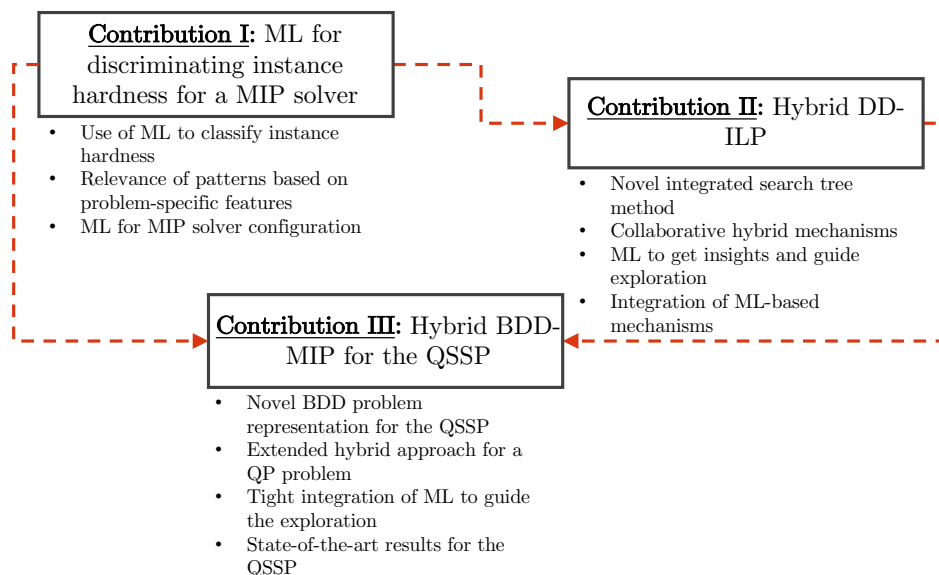 Contribution I: ML for
discriminating instance
hardness for a MIP solver
• Use of ML to classify instance
hardness
• Relevance of patterns based on
problem-specific features
• ML for MIP solver configuration
Contribution II: Hybrid DD-
ILP
• Novel integrated search tree
method
• Collaborative hybrid mechanisms
• ML to get insights and guide
exploration
• Integration of ML-based
mechanisms
Contribution III: Hybrid BDD-
MIP for the QSSP
• Novel BDD problem
representation for the QSSP
• Extended hybrid approach for a
QP problem
• Tight integration of ML to guide
the exploration
• State-of-the-art results for the
QSSP